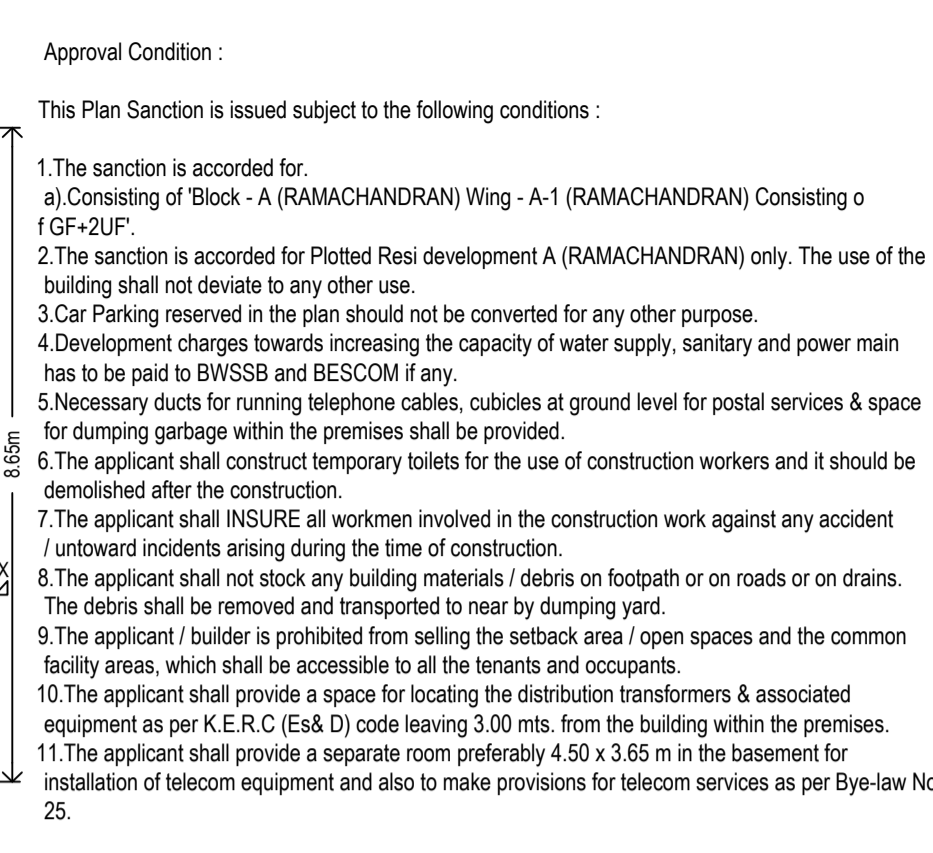 Approval Condition :
This Plan Sanction is issued subject to the following conditions :
1.The sanction is accorded for.
a).Consisting of 'Block - A (RAMACHANDRAN) Wing - A-1 (RAMACHANDRAN) Consisting o
f GF+2UF'.
2.The sanction is accorded for Plotted Resi development A (RAMACHANDRAN) only. The use of the
building shall not deviate to any other use.
3.Car Parking reserved in the plan should not be converted for any other purpose.
4.Development charges towards increasing the capacity of water supply, sanitary and power main
has to be paid to BWSSB and BESCOM if any.
5.Necessary ducts for running telephone cables, cubicles at ground level for postal services & space
for dumping garbage within the premises shall be provided.
8.65m
6.The applicant shall construct temporary toilets for the use of construction workers and it should be
demolished after the construction.
7.The applicant shall INSURE all workmen involved in the construction work against any accident
/ untoward incidents arising during the time of construction.
8.The applicant shall not stock any building materials / debris on footpath or on roads or on drains.
The debris shall be removed and transported to near by dumping yard.
9.The applicant / builder is prohibited from selling the setback area / open spaces and the common
facility areas, which shall be accessible to all the tenants and occupants.
10.The applicant shall provide a space for locating the distribution transformers & associated
equipment as per K.E.R.C (Es& D) code leaving 3.00 mts. from the building within the premises.
11.The applicant shall provide a separate room preferably 4.50 x 3.65 m in the basement for
installation of telecom equipment and also to make provisions for telecom services as per Bye-law No
25.